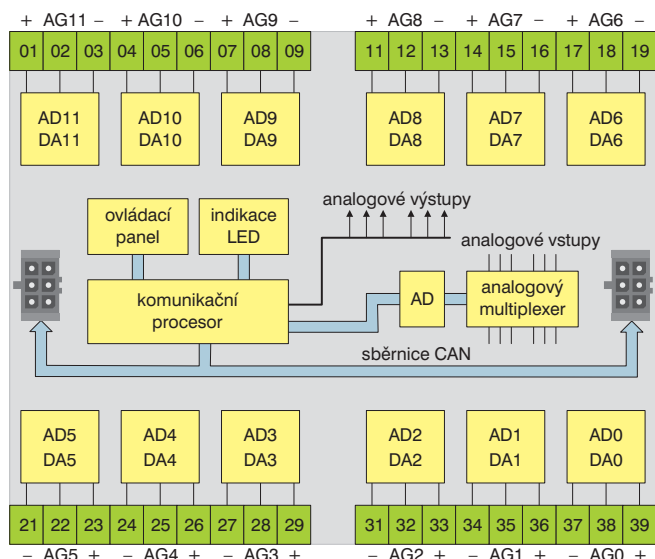 + AG11 − + AG10 − + AG9 − + AG8 − + AG7 − + AG6 −
01 02 03 04 05 06 07 08 09 11 12 13 14 15 16 17 18 19
AD11 AD10 AD9 AD8 AD7 AD6
DA11 DA10 DA9 DA8 DA7 DA6
ovládací
panel
indikace
LED
analogové výstupy
analogové vstupy
komunikační
procesor
AD
analogový
multiplexer
sběrnice CAN
AD5 AD4 AD3 AD2 AD1 AD0
DA5 DA4 DA3 DA2 DA1 DA0
21 22 23 24 25 26 27 28 29 31 32 33 34 35 36 37 38 39
− AG5 + − AG4 + − AG3 + − AG2 + − AG1 + − AG0 +